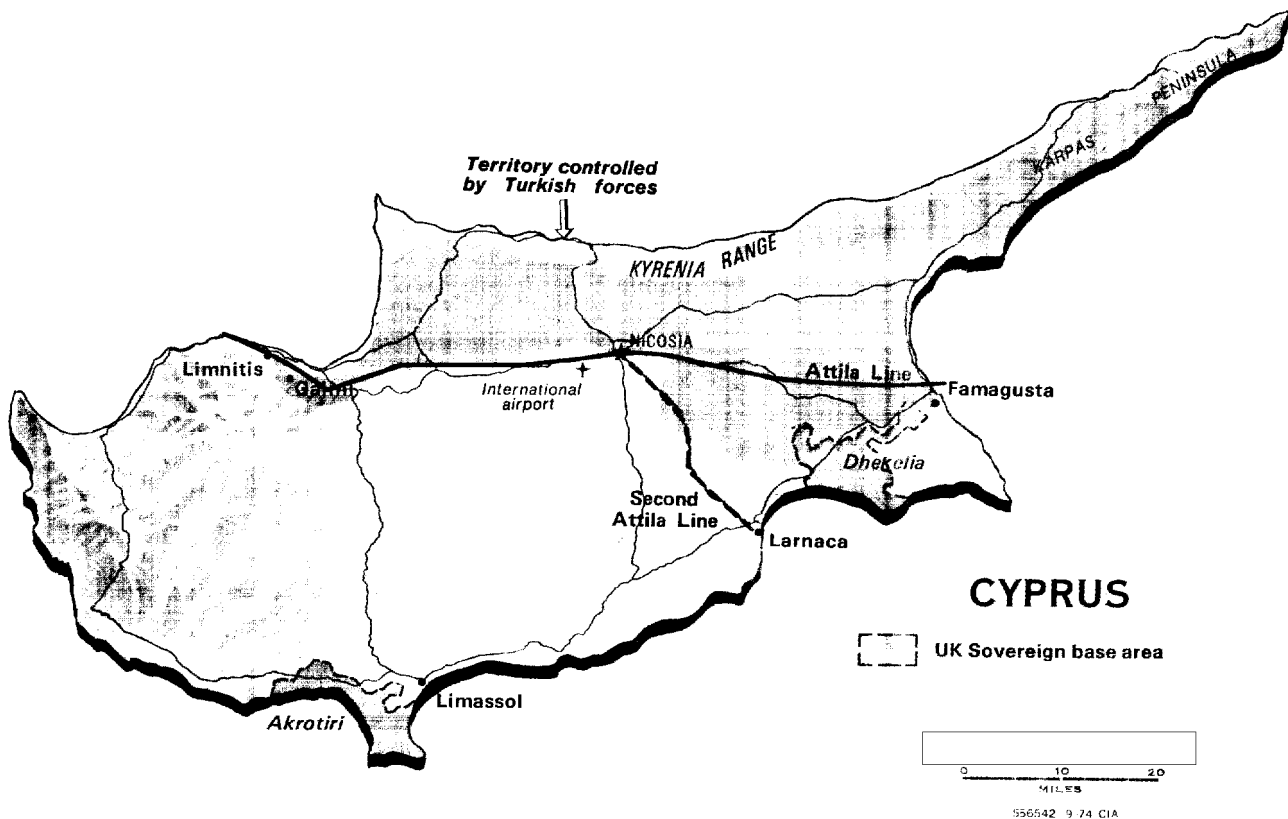 PENINSULA
KARPAS
Territory controlled
by Turkish forces
KYRENIA RANGE
NICOSIA
Limnitis
International
airport
Attila Line
Famagusta
Dhekelia
Second
Attila Line
Larnaca
CYPRUS
UK Sovereign base area
Limassol
Akrotiri
0 10 20
MILES
556542 9-74 CIA